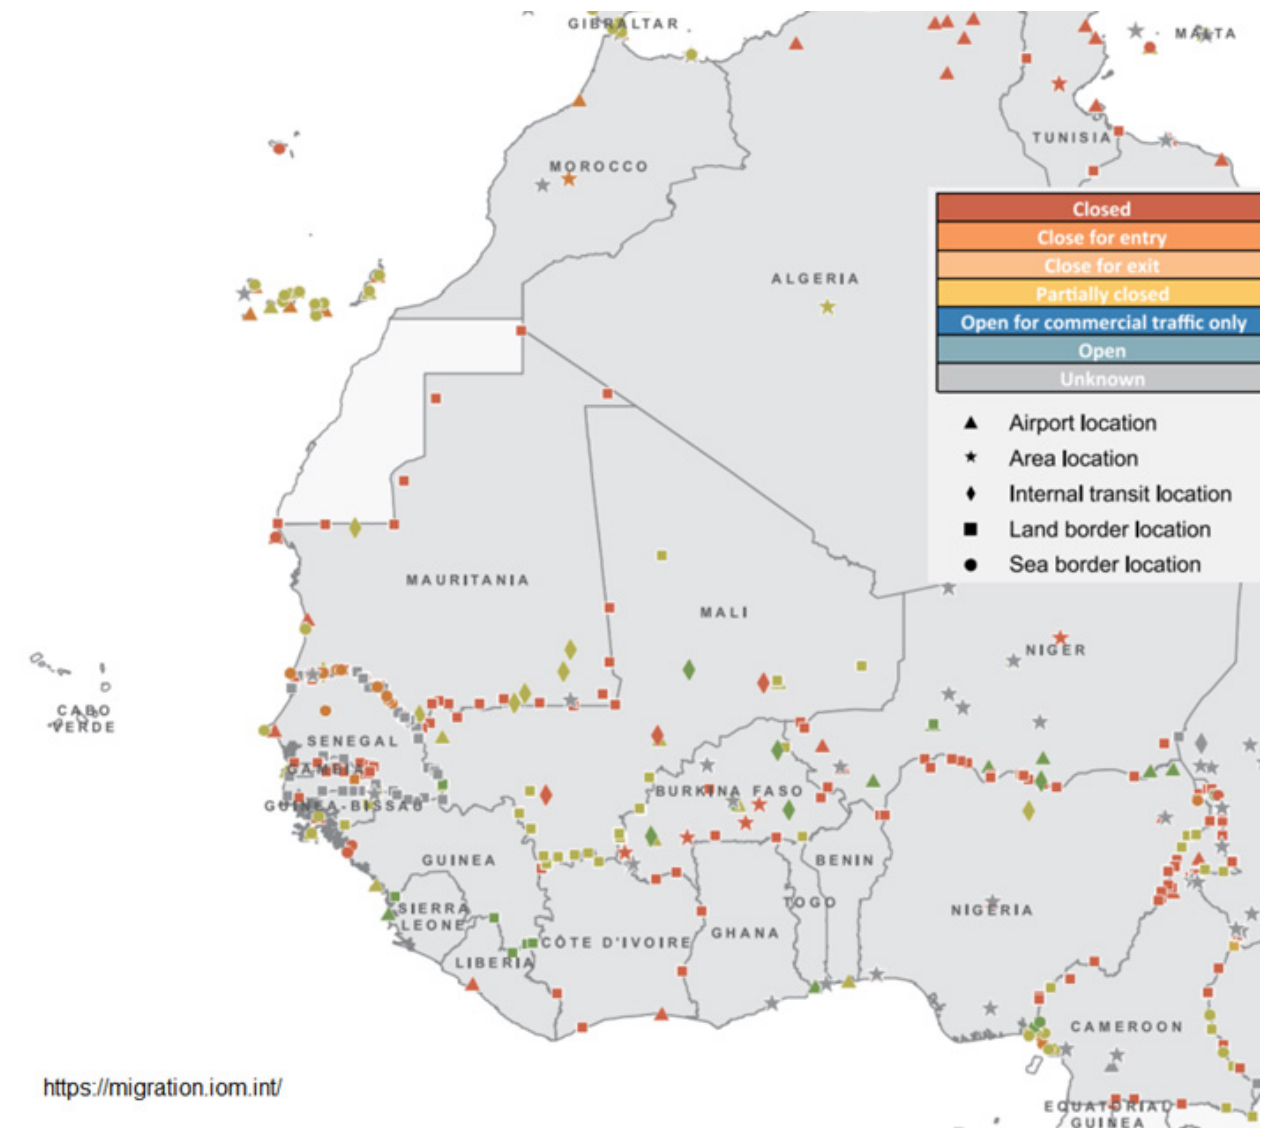 GIBRALTAR
MALTA
TUNISIA
MOROCCO
ALGERIA
Closed
Close for entry
Close for exit
Partially closed
Open for commercial traffic only
Open
Unknown
Airport location
Area location
Internal transit location
Land border location
Sea border location
MAURITANIA
MALI
NIGER
CABO
VERDE
SENEGAL
GAMBIA
GUINEA-BISSAU
BURKINA FASO
GUINEA
BENIN
SIERRA
LEONE
TOGO
NIGERIA
GHANA
CÔTE D'IVOIRE
LIBERIA
CAMEROON
EQUATORIAL
GUINEA
https://migration.iom.int/